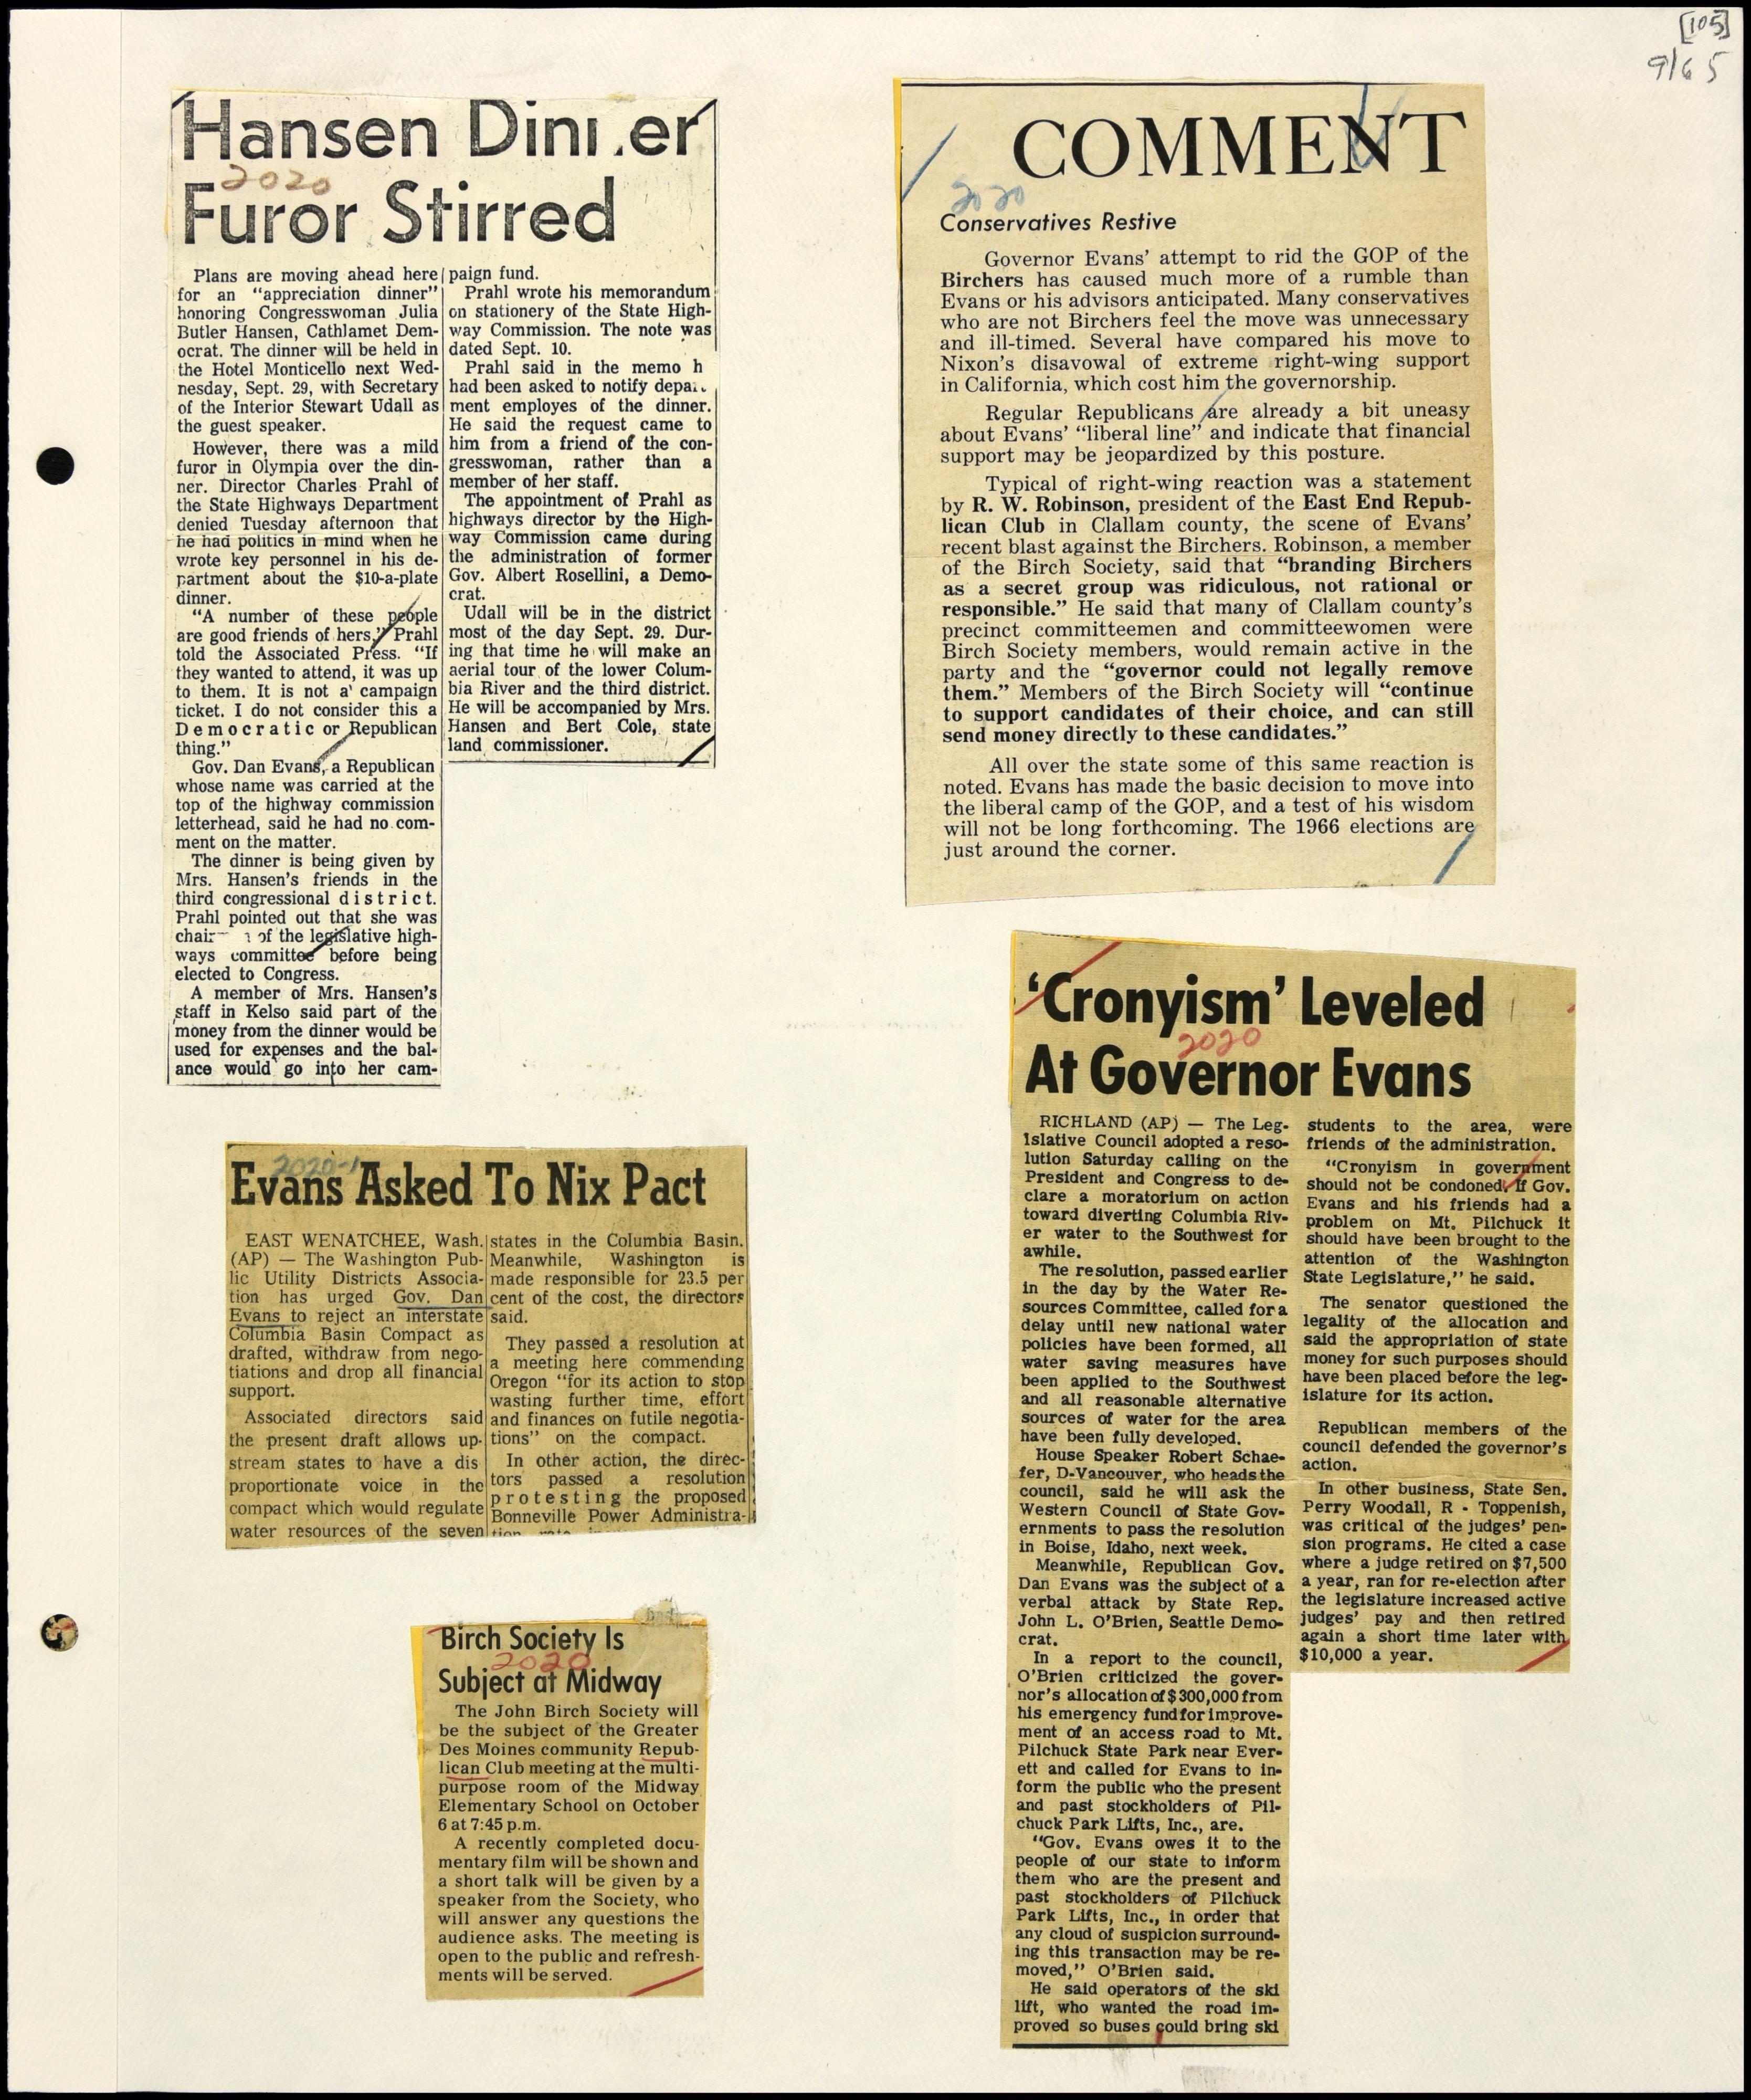 [105]
9/65
Hansen Dinner
2020
Furor Stirred
Plans are moving ahead here
for an “appreciation dinner”
honoring Congresswoman Julia
Butler Hansen, Cathlamet Dem-
ocrat. The dinner will be held in
the Hotel Monticello next Wed-
nesday, Sept. 29, with Secretary
of the Interior Stewart Udall as
the guest speaker.
However, there was a mild
furor in Olympia over the din-
ner. Director Charles Prahl of
the State Highways Department
denied Tuesday afternoon that
he had politics in mind when he
wrote key personnel in his de-
partment about the $10-a-plate
dinner.
“A number of these people
are good friends of hers,” Prahl
told the Associated Press. “If
they wanted to attend, it was up
to them. It is not a campaign
ticket. I do not consider this a
Democratic or Republican
thing.”
Gov. Dan Evans, a Republican
whose name was carried at the
top of the highway commission
letterhead, said he had no com-
ment on the matter.
The dinner is being given by
Mrs. Hansen’s friends in the
third congressional district.
Prahl pointed out that she was
of the legislative high-
ways committee before being
elected to Congress.
A member of Mrs. Hansen’s
staff in Kelso said part of the
money from the dinner would be
used for expenses and the bal-
ance would go into her cam-
paign fund.
Prahl wrote his memorandum
on stationery of the State High-
way Commission. The note was
dated Sept. 10.
Prahl said in the memo h
had been asked to notify depa..
ment employes of the dinner.
He said the request came to
him from a friend of the con-
gresswoman, rather than a
member of her staff.
The appointment of Prahl as
highways director by the High-
way Commission came during
the administration of former
Gov. Albert Rosellini, a Demo-
crat.
Udall will be in the district
most of the day Sept. 29. Dur-
ing that time he will make an
aerial tour of the lower Colum-
bia River and the third district.
He will be accompanied by Mrs.
Hansen and Bert Cole, state
land commissioner.
COMMENT
2020
Conservatives Restive
Governor Evans’ attempt to rid the GOP of the
Birchers has caused much more of a rumble than
Evans or his advisors anticipated. Many conservatives
who are not Birchers feel the move was unnecessary
and ill-timed. Several have compared his move to
Nixon’s disavowal of extreme right-wing support
in California, which cost him the governorship.
Regular Republicans are already a bit uneasy
about Evans’ “liberal line” and indicate that financial
support may be jeopardized by this posture.
Typical of right-wing reaction was a statement
by R. W. Robinson, president of the East End Repub-
lican Club in Clallam county, the scene of Evans’
recent blast against the Birchers. Robinson, a member
of the Birch Society, said that “branding Birchers
as a secret group was ridiculous, not rational or
responsible.” He said that many of Clallam county’s
precinct committeemen and committeewomen were
Birch Society members, would remain active in the
party and the “governor could not legally remove
them.” Members of the Birch Society will “continue
to support candidates of their choice, and can still
send money directly to these candidates.”
All over the state some of this same reaction is
noted. Evans has made the basic decision to move into
the liberal camp of the GOP, and a test of his wisdom
will not be long forthcoming. The 1966 elections are
just around the corner.
2020-1
Evans Asked To Nix Pact
EAST WENATCHEE, Wash.
(AP) — The Washington Pub-
lic Utility Districts Associa-
tion has urged Gov. Dan
Evans to reject an interstate
Columbia Basin Compact as
drafted, withdraw from nego-
tiations and drop all financial
support.
Associated directors said
the present draft allows up-
stream states to have a dis
proportionate voice in the
compact which would regulate
water resources of the seven
states in the Columbia Basin.
Meanwhile, Washington is
made responsible for 23.5 per
cent of the cost, the directors
said.
They passed a resolution at
a meeting here commending
Oregon “for its action to stop
wasting further time, effort
and finances on futile negotia-
tions” on the compact.
In other action, the direc-
tors passed a resolution
protesting the proposed
Bonneville Power Administra-
Birch Society Is
2020
Subject at Midway
The John Birch Society will
be the subject of the Greater
Des Moines community Repub-
lican Club meeting at the multi-
purpose room of the Midway
Elementary School on October
6 at 7:45 p.m.
A recently completed docu-
mentary film will be shown and
a short talk will be given by a
speaker from the Society, who
will answer any questions the
audience asks. The meeting is
open to the public and refresh-
ments will be served.
‘Cronyism’ Leveled
2020
At Governor Evans
RICHLAND (AP) — The Leg-
islative Council adopted a reso-
lution Saturday calling on the
President and Congress to de-
clare a moratorium on action
toward diverting Columbia Riv-
er water to the Southwest for
awhile.
The resolution, passed earlier
in the day by the Water Re-
sources Committee, called for a
delay until new national water
policies have been formed, all
water saving measures have
been applied to the Southwest
and all reasonable alternative
sources of water for the area
have been fully developed.
House Speaker Robert Schae-
fer, D-Vancouver, who heads the
council, said he will ask the
Western Council of State Gov-
ernments to pass the resolution
in Boise, Idaho, next week.
Meanwhile, Republican Gov.
Dan Evans was the subject of a
verbal attack by State Rep.
John L. O’Brien, Seattle Demo-
crat.
In a report to the council,
O’Brien criticized the gover-
nor’s allocation of $300,000 from
his emergency fund for improve-
ment of an access road to Mt.
Pilchuck State Park near Ever-
ett and called for Evans to in-
form the public who the present
and past stockholders of Pil-
chuck Park Lifts, Inc., are.
“Gov. Evans owes it to the
people of our state to inform
them who are the present and
past stockholders of Pilchuck
Park Lifts, Inc., in order that
any cloud of suspicion surround-
ing this transaction may be re-
moved,” O’Brien said.
He said operators of the ski
lift, who wanted the road im-
proved so buses could bring ski
students to the area, were
friends of the administration.
“Cronyism in government
should not be condoned. If Gov.
Evans and his friends had a
problem on Mt. Pilchuck it
should have been brought to the
attention of the Washington
State Legislature,” he said.
The senator questioned the
legality of the allocation and
said the appropriation of state
money for such purposes should
have been placed before the leg-
islature for its action.
Republican members of the
council defended the governor’s
action.
In other business, State Sen.
Perry Woodall, R - Toppenish,
was critical of the judges’ pen-
sion programs. He cited a case
where a judge retired on $7,500
a year, ran for re-election after
the legislature increased active
judges’ pay and then retired
again a short time later with
$10,000 a year.